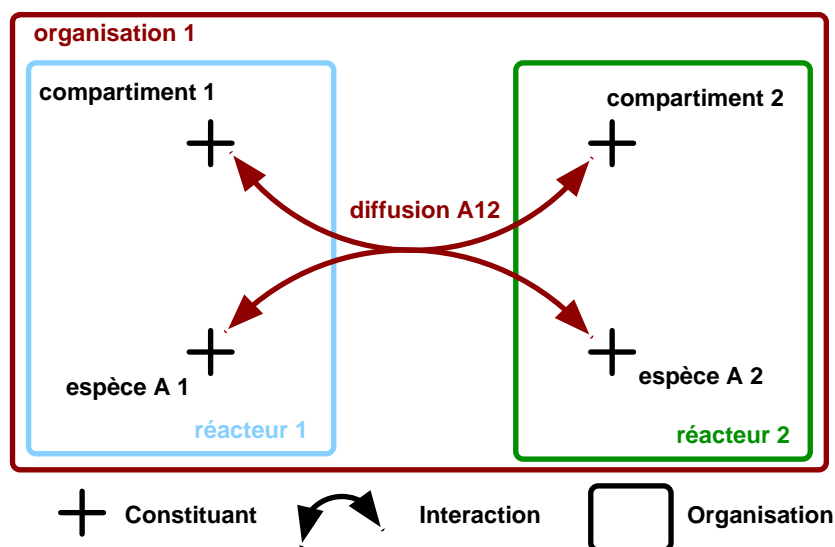 organisation 1
compartiment 1
compartiment 2
diffusion A12
espèce A 1
espèce A 2
réacteur 1
réacteur 2
Constituant
Interaction
Organisation